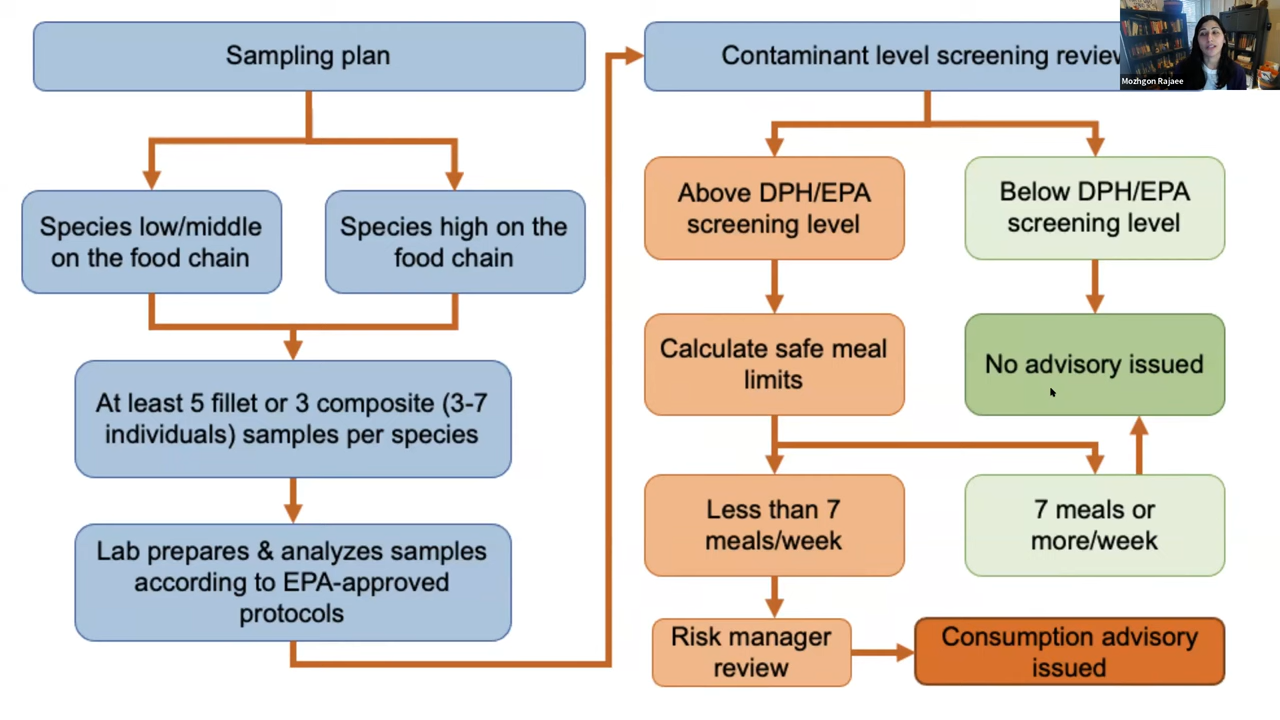 Sampling plan
Species low/middle
on the food chain
Species high on the
food chain
At least 5 fillet or 3 composite (3-7
individuals) samples per species
Lab prepares & analyzes samples
according to EPA-approved
protocols
Contaminant level screening review
Mozhgon Rajaee
Above DPH/EPA
screening level
Below DPH/EPA
screening level
Calculate safe meal
limits
No advisory issued
Less than 7
meals/week
7 meals or
more/week
Risk manager
review
Consumption advisory
issued